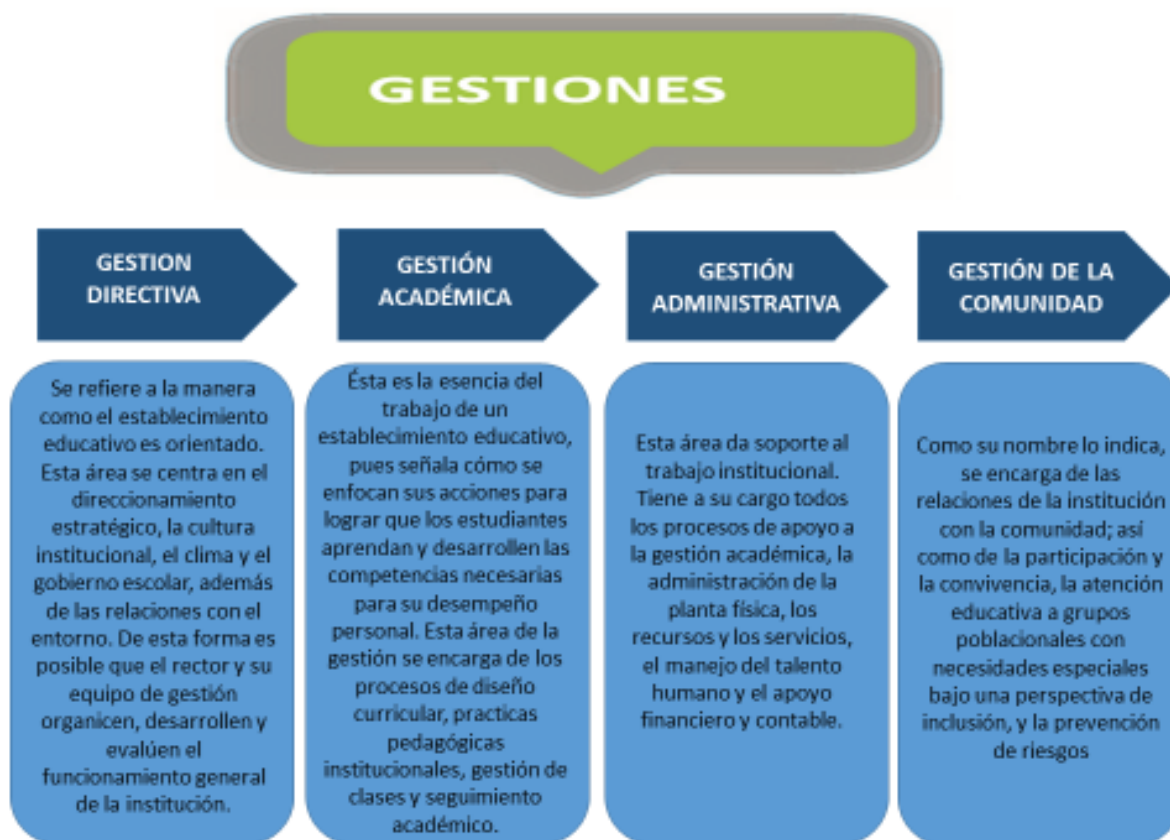 GESTIONES
GESTION
DIRECTIVA
Se refiere a la manera
como el establecimiento
educativo es orientado.
Esta área se centra en el
direccionamiento
estratégico, la cultura
institucional, el clima y el
gobierno escolar, además
de las relaciones con el
entorno. De esta forma es
posible que el rector y su
equipo de gestión
organicen, desarrollen y
evalúen el
funcionamiento general
de la institución.
GESTIÓN
ACADÉMICA
Ésta es la esencia del
trabajo de un
establecimiento educativo,
pues señala cómo se
enfocan sus acciones para
lograr que los estudiantes
aprendan y desarrollen las
competencias necesarias
para su desempeño
personal. Esta área de la
gestión se encarga de los
procesos de diseño
curricular, practicas
pedagógicas
institucionales, gestión de
clases y seguimiento
académico.
GESTIÓN
ADMINISTRATIVA
Esta área da soporte al
trabajo institucional.
Tiene a su cargo todos
los procesos de apoyo a
la gestión académica, la
administración de la
planta física, los
recursos y los servicios,
el manejo del talento
humano y el apoyo
financiero y contable.
GESTIÓN DE LA
COMUNIDAD
Como su nombre lo indica,
se encarga de las
relaciones de la institución
con la comunidad; así
como de la participación y
la convivencia, la atención
educativa a grupos
poblacionales con
necesidades especiales
bajo una perspectiva de
inclusión, y la prevención
de riesgos